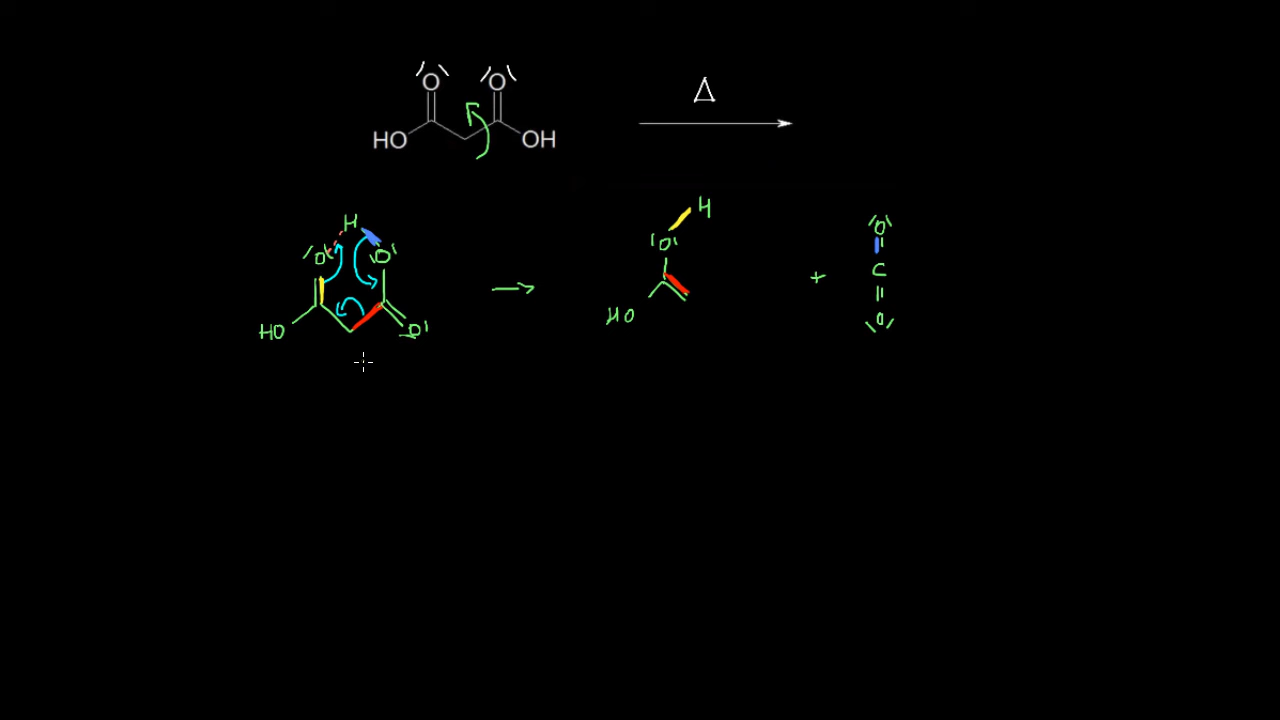 O O Δ
HO OH
H H
O O O O
C
HO O HO O
+